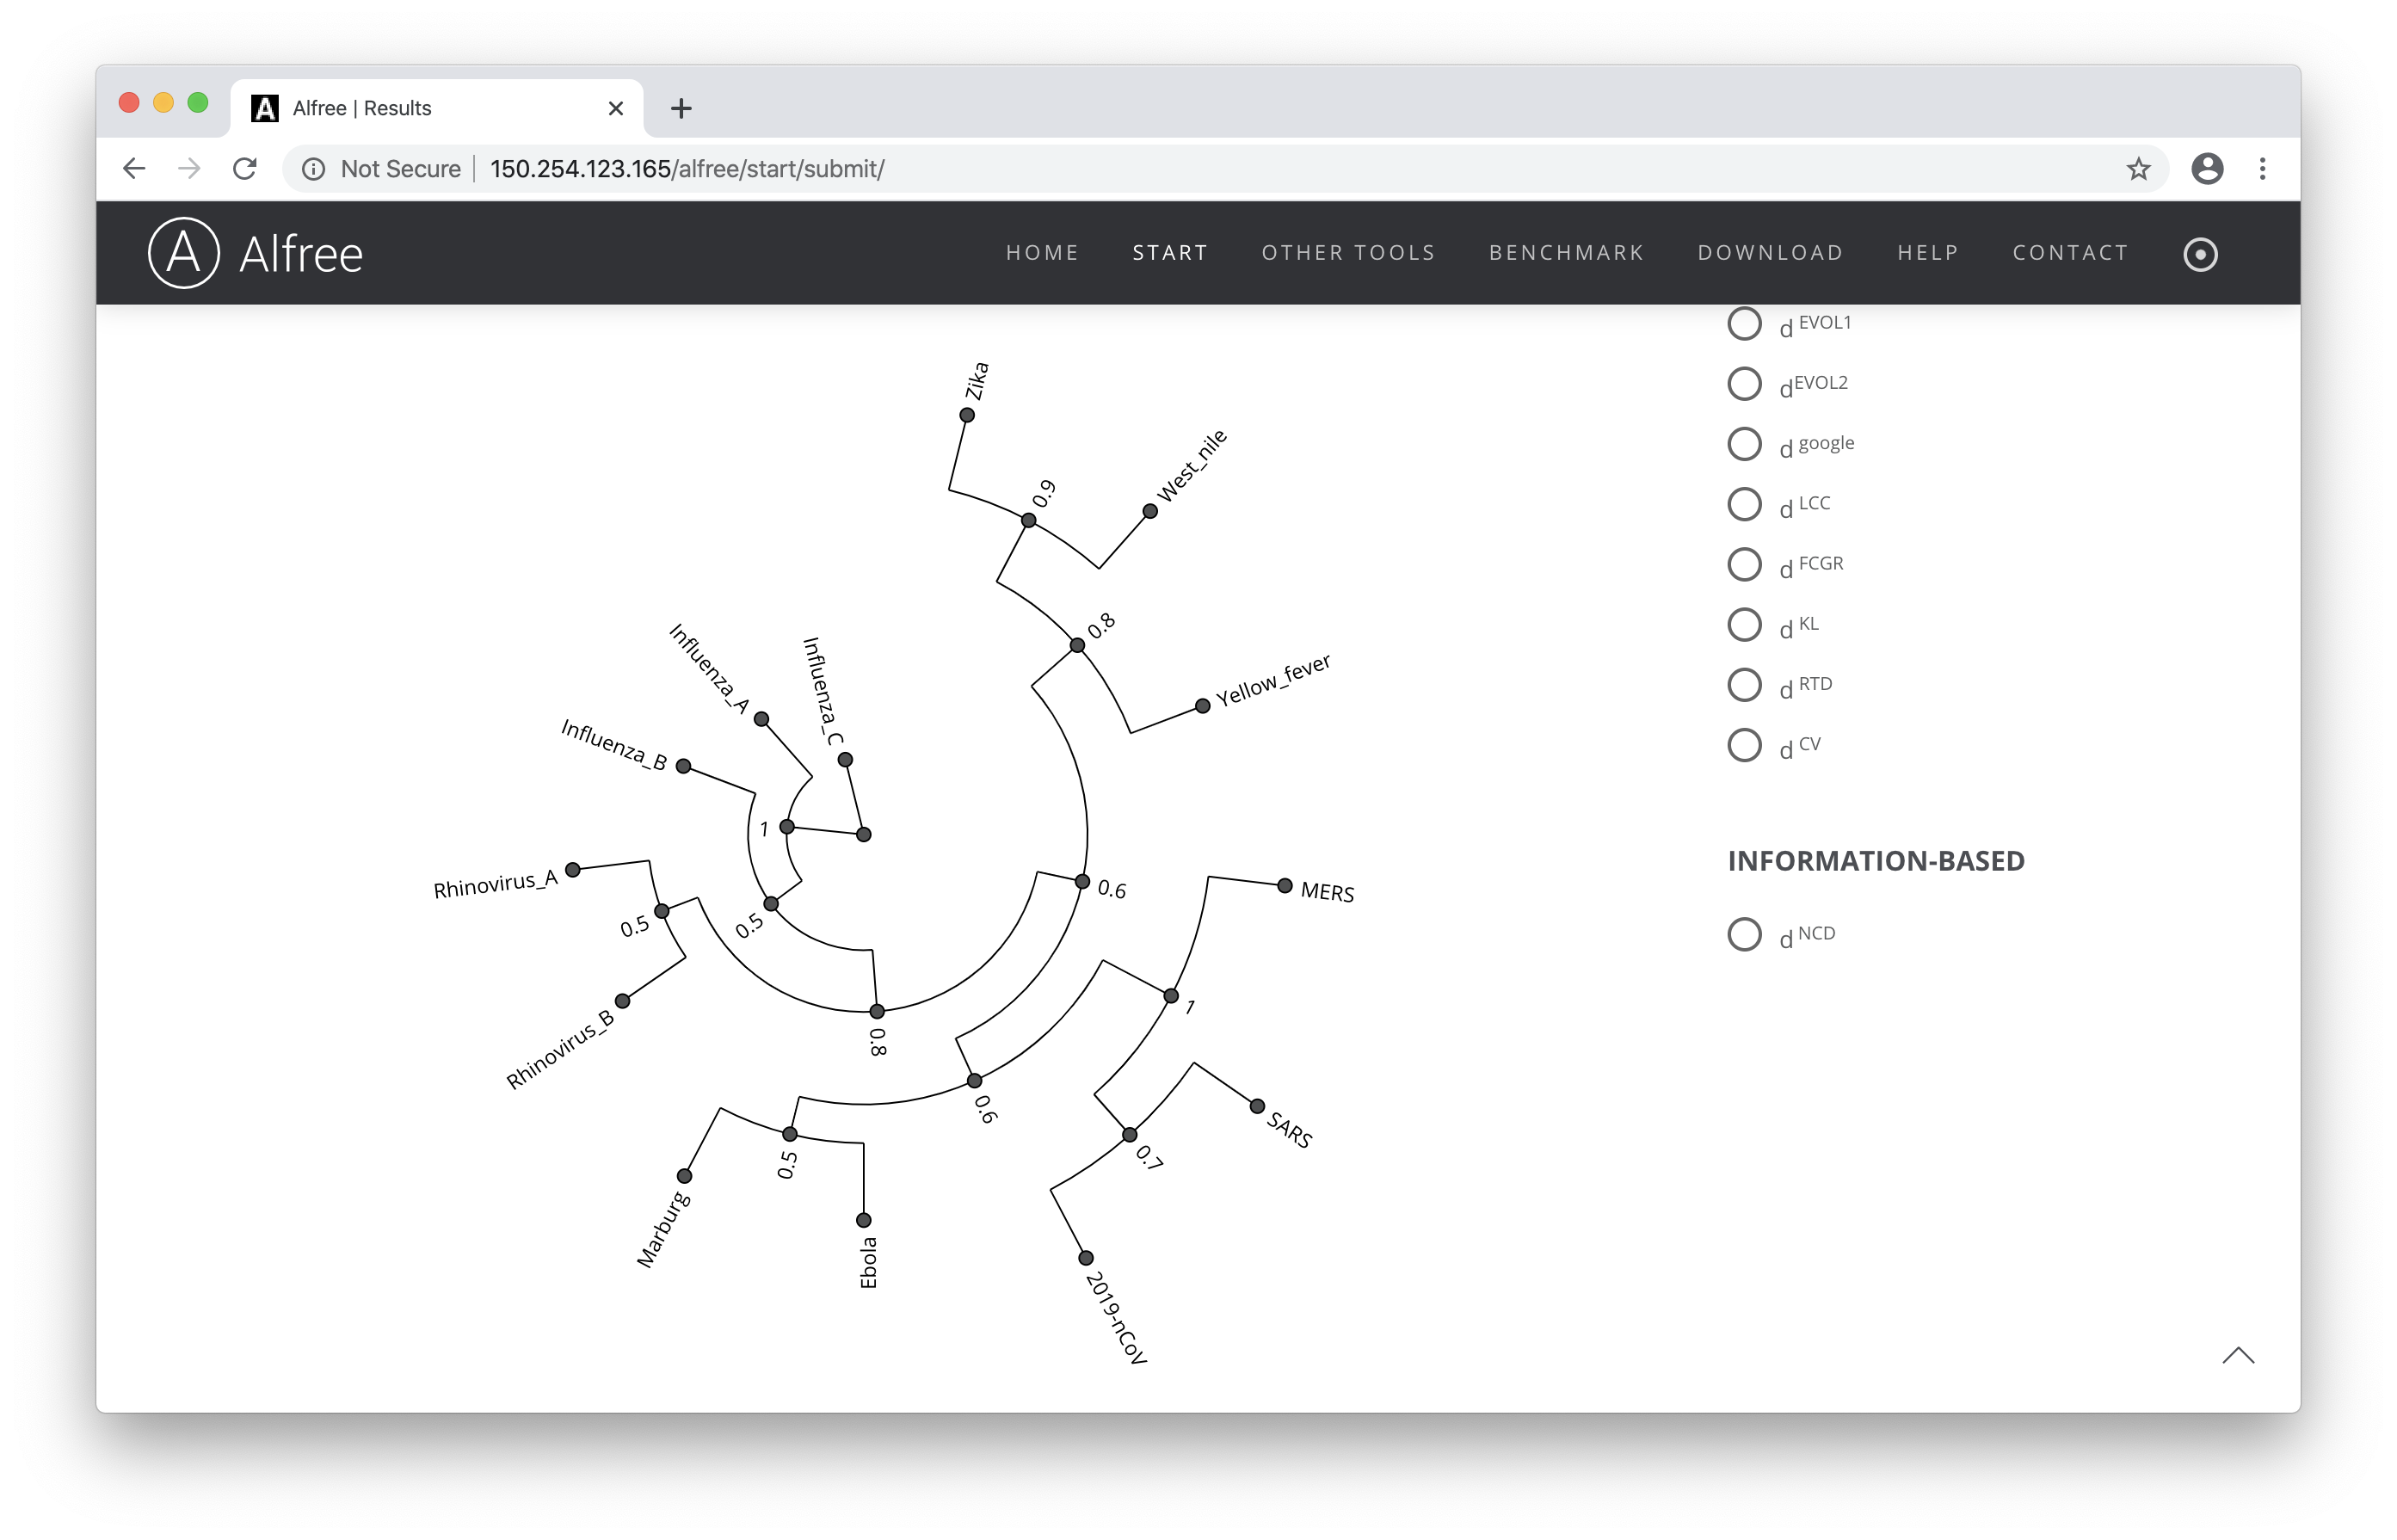 Alfree | Results
Not Secure 150.254.123.165/alfree/start/submit/
A Alfree
HOME START OTHER TOOLS BENCHMARK DOWNLOAD HELP CONTACT
Zika
West_nile
0.9
0.8
Yellow_fever
Influenza_A
Influenza_C
Influenza_B
1
Rhinovirus_A
0.5
0.5
0.6
MERS
Rhinovirus_B
0.8
1
0.6
SARS
0.5
0.7
Marburg
Ebola
2019-nCoV
d EVOL1
dEVOL2
d google
d LCC
d FCGR
d KL
d RTD
d CV
INFORMATION-BASED
d NCD